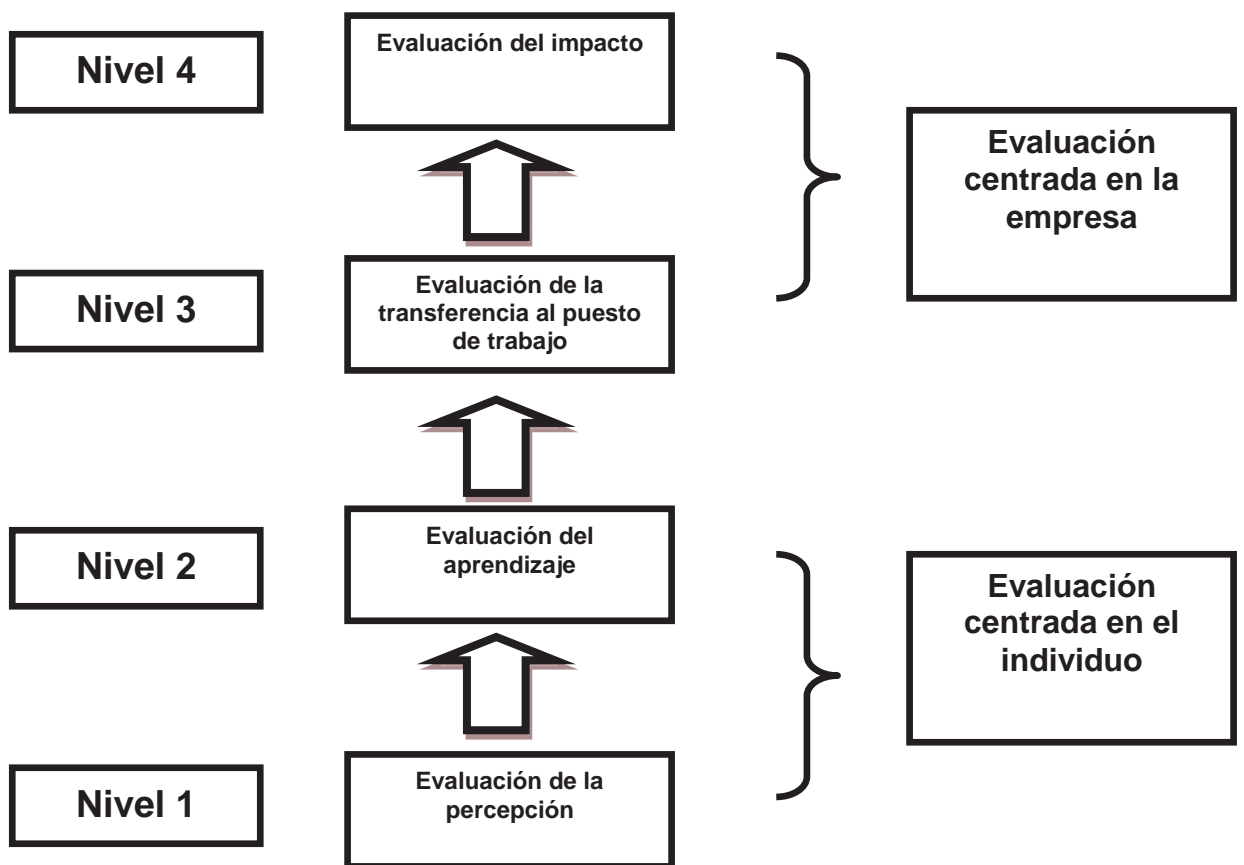 Nivel 4
Evaluación del impacto
Evaluación
centrada en la
empresa
Nivel 3
Evaluación de la
transferencia al puesto
de trabajo
Nivel 2
Evaluación del
aprendizaje
Evaluación
centrada en el
individuo
Nivel 1
Evaluación de la
percepción